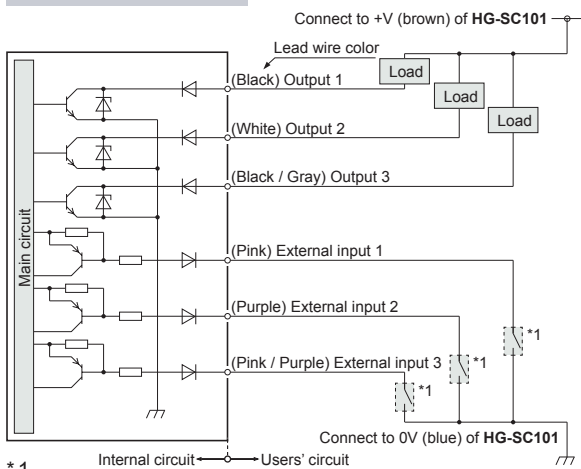 Connect to +V (brown) of HG-SC101
Lead wire color
(Black) Output 1
Load
(White) Output 2
Load
(Black / Gray) Output 3
Load
Main circuit
(Pink) External input 1
(Purple) External input 2
*1
(Pink / Purple) External input 3
*1
*1
Connect to 0V (blue) of HG-SC101
* 1
Internal circuit
Users' circuit